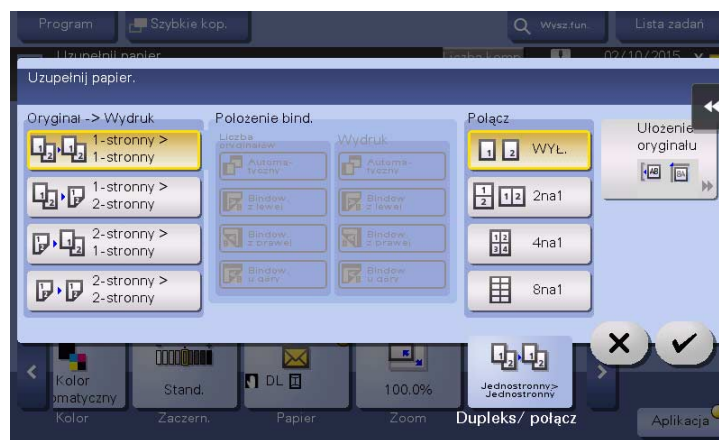 Program
Szybkie kop.
Wysz.fun.
Lista zadań
Uzupełnij papier
Liczba komp.
02/10/2015
Uzupełnij papier.
Oryginał -> Wydruk
1-stronny >
1-stronny
1-stronny >
2-stronny
2-stronny >
1-stronny
2-stronny >
2-stronny
Położenie bind.
Liczba
oryginałów
Wydruk
Automa-
tyczny
Automa-
tyczny
Bindow.
z lewej
Bindow.
z lewej
Bindow.
z prawej
Bindow.
z prawej
Bindow.
u góry
Bindow.
u góry
Połącz
WYŁ.
2na1
4na1
8na1
Ułożenie
oryginału
Kolor
omatyczny
Kolor
Stand.
Zaczern.
DL
Papier
100.0%
Zoom
Jednostronny>
Jednostronny
Dupleks/ połącz
Aplikacja